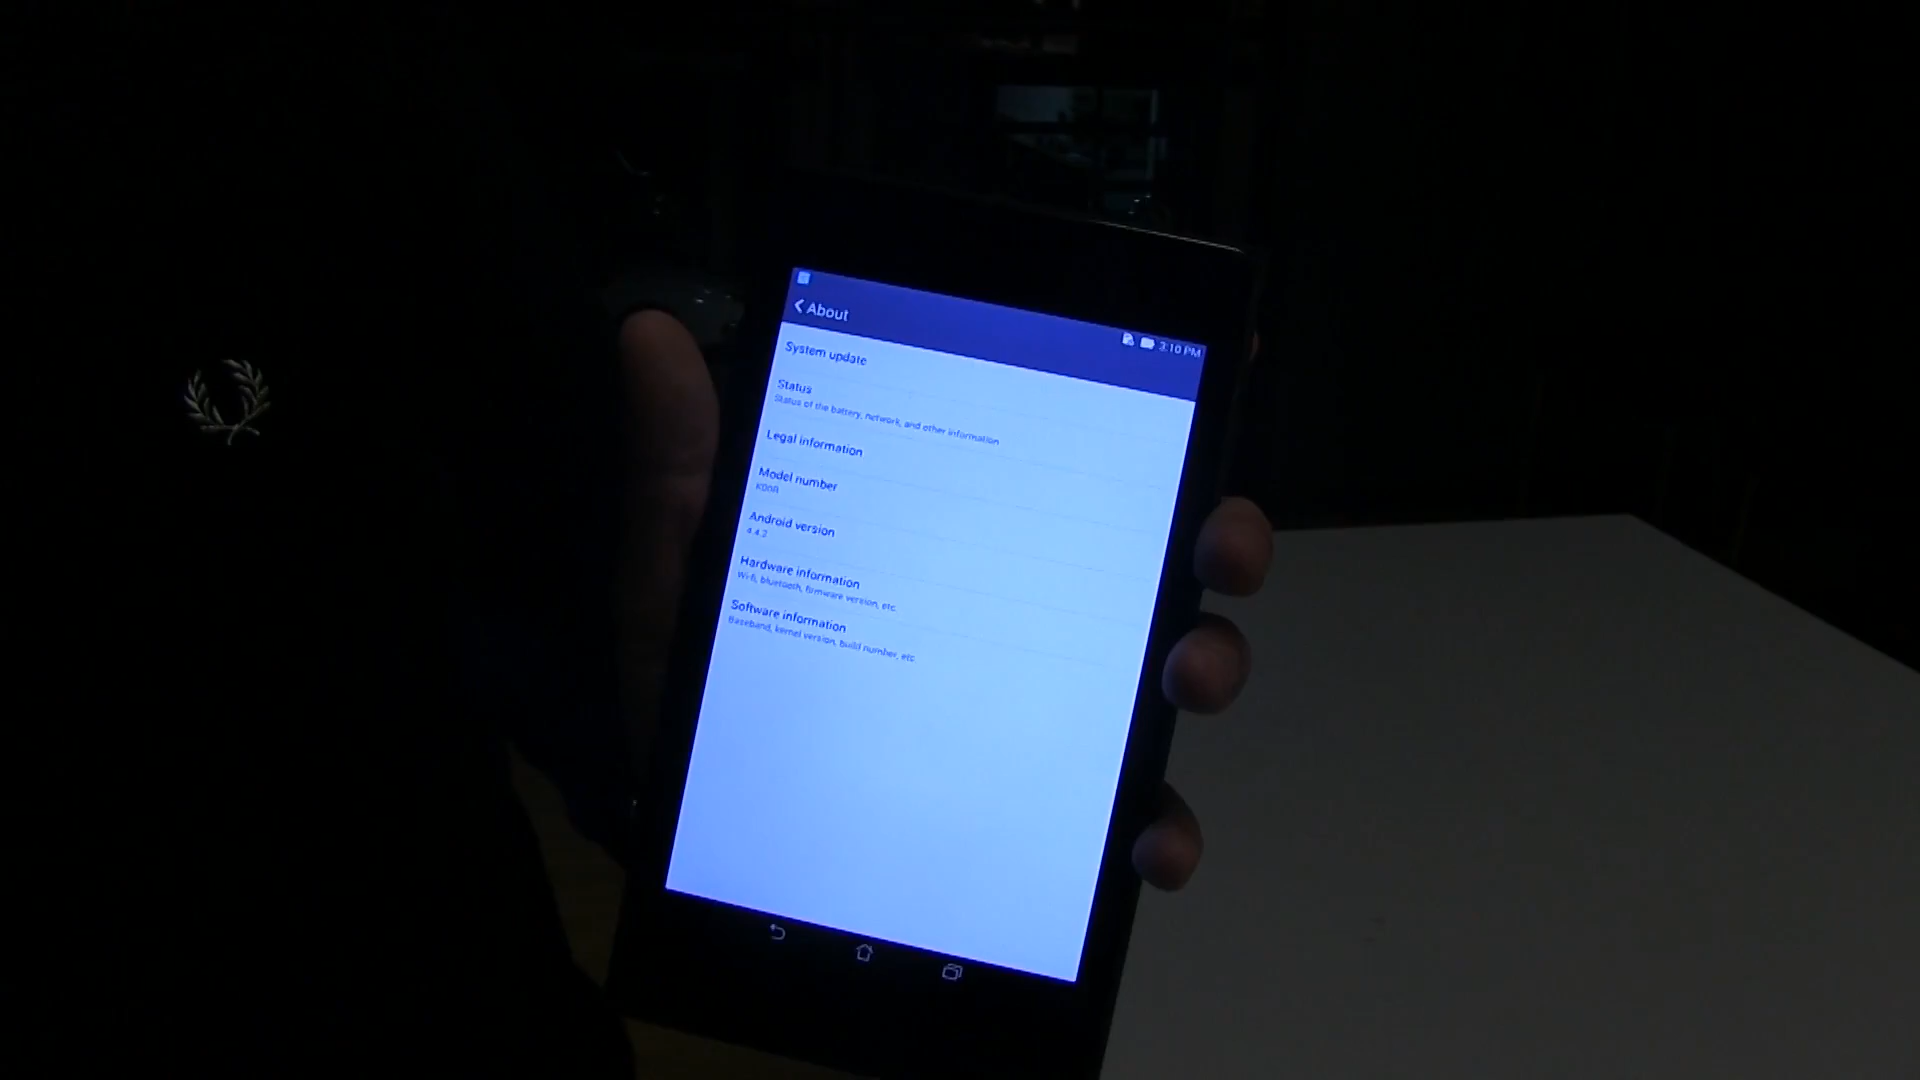 3:10 PM
About
System update
Status
Status of the battery, network, and other information
Legal information
Model number
Android version
4.4.2
Hardware information
Wi-fi, bluetooth, firmware version, etc.
Software information
Baseband, kernel version, build number, etc.